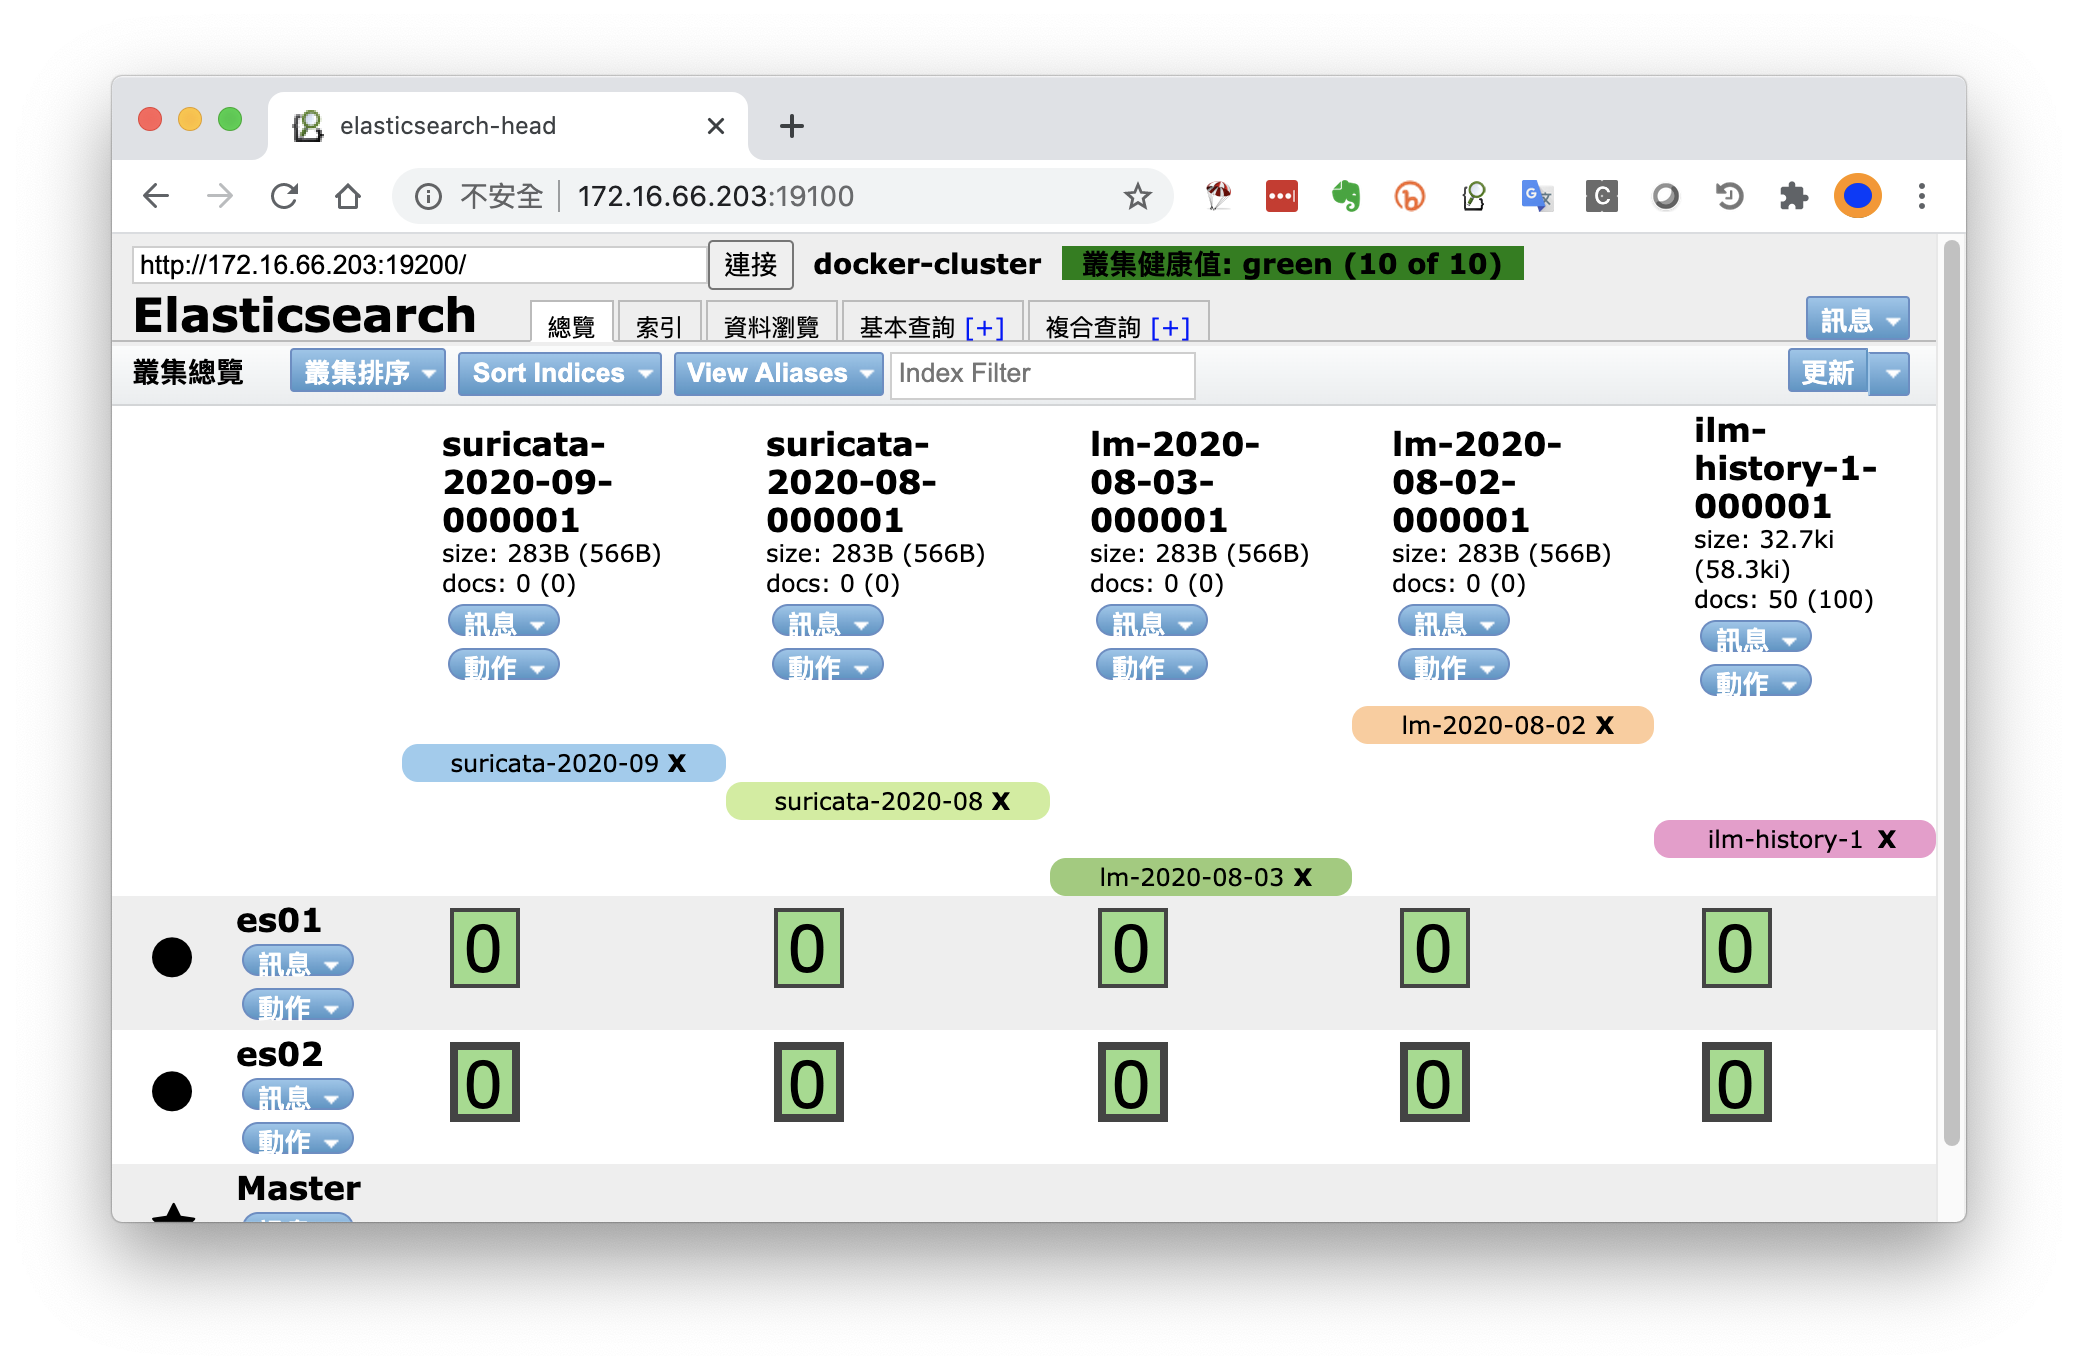 elasticsearch-head
不安全 172.16.66.203:19100
http://172.16.66.203:19200/ 連接 docker-cluster 叢集健康值: green (10 of 10)
Elasticsearch 總覽 索引 資料瀏覽 基本查詢 [+] 複合查詢 [+] 訊息
叢集總覽 叢集排序 Sort Indices View Aliases Index Filter 更新
suricata-2020-09-000001
size: 283B (566B)
docs: 0 (0)
訊息
動作
suricata-2020-08-000001
size: 283B (566B)
docs: 0 (0)
訊息
動作
lm-2020-08-03-000001
size: 283B (566B)
docs: 0 (0)
訊息
動作
lm-2020-08-02-000001
size: 283B (566B)
docs: 0 (0)
訊息
動作
ilm-history-1-000001
size: 32.7ki
(58.3ki)
docs: 50 (100)
訊息
動作
lm-2020-08-02 X
suricata-2020-09 X
suricata-2020-08 X
ilm-history-1 X
lm-2020-08-03 X
es01
訊息
動作
0 0 0 0 0
es02
訊息
動作
0 0 0 0 0
Master